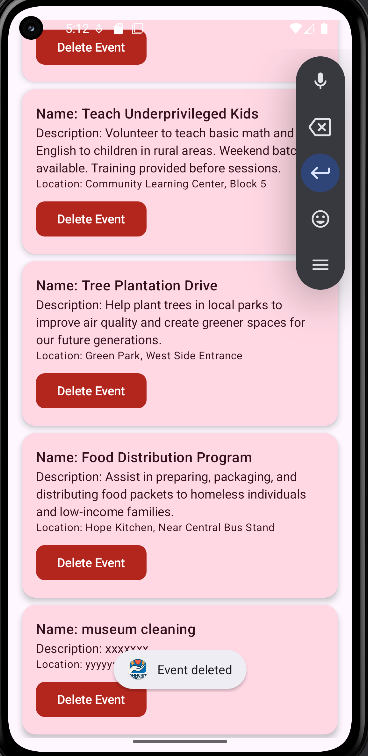 5:12
Delete Event
Name: Teach Underprivileged Kids
Description: Volunteer to teach basic math and
English to children in rural areas. Weekend
available. Training provided before sessions.
Location: Community Learning Center, Block 5
Delete Event
Name: Tree Plantation Drive
Description: Help plant trees in local parks to
improve air quality and create greener spaces for
our future generations.
Location: Green Park, West Side Entrance
Delete Event
Name: Food Distribution Program
Description: Assist in preparing, packaging, and
distributing food packets to homeless individuals
and low-income families.
Location: Hope Kitchen, Near Central Bus Stand
Delete Event
Name: museum cleaning
Description: xxxxxxx
Location:
Event deleted
Delete Event